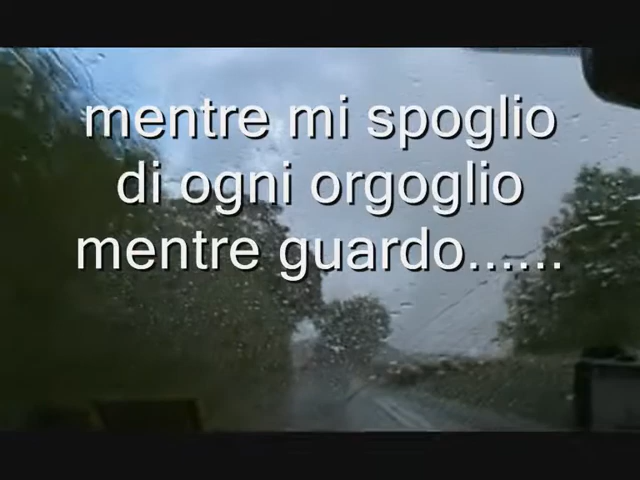 mentre mi spoglio
di ogni orgoglio
mentre guardo......